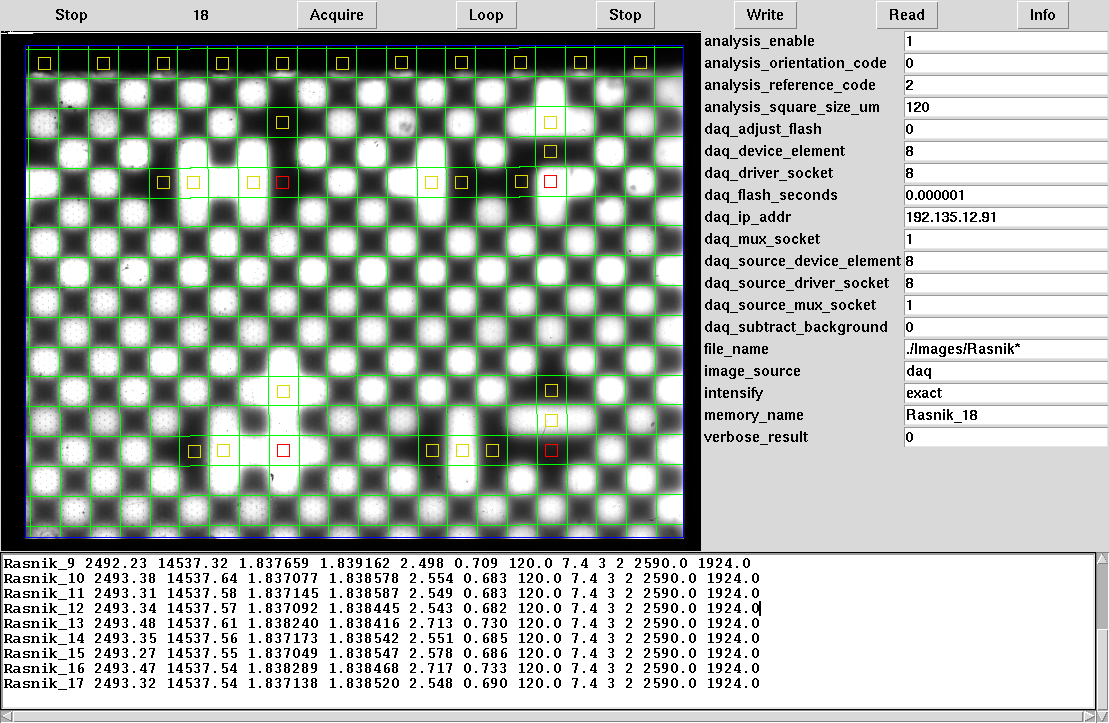 Stop 18 Acquire Loop Stop Write Read Info
analysis_enable 1
analysis_orientation_code 0
analysis_reference_code 2
analysis_square_size_um 120
daq_adjust_flash 0
daq_device_element 8
daq_driver_socket 8
daq_flash_seconds 0.000001
daq_ip_addr 192.135.12.91
daq_mux_socket 1
daq_source_device_element 8
daq_source_driver_socket 8
daq_source_mux_socket 1
daq_subtract_background 0
file_name ./Images/Rasnik*
image_source daq
intensify exact
memory_name Rasnik_18
verbose_result 0
Rasnik_9 2492.23 14537.32 1.837659 1.839162 2.498 0.709 120.0 7.4 3 2 2590.0 1924.0
Rasnik_10 2493.38 14537.64 1.837077 1.838578 2.554 0.683 120.0 7.4 3 2 2590.0 1924.0
Rasnik_11 2493.31 14537.58 1.837145 1.838587 2.549 0.683 120.0 7.4 3 2 2590.0 1924.0
Rasnik_12 2493.34 14537.57 1.837092 1.838445 2.543 0.682 120.0 7.4 3 2 2590.0 1924.0
Rasnik_13 2493.48 14537.61 1.838240 1.838416 2.713 0.730 120.0 7.4 3 2 2590.0 1924.0
Rasnik_14 2493.35 14537.56 1.837173 1.838542 2.551 0.685 120.0 7.4 3 2 2590.0 1924.0
Rasnik_15 2493.27 14537.55 1.837049 1.838547 2.578 0.686 120.0 7.4 3 2 2590.0 1924.0
Rasnik_16 2493.47 14537.54 1.838289 1.838468 2.717 0.733 120.0 7.4 3 2 2590.0 1924.0
Rasnik_17 2493.32 14537.54 1.837138 1.838520 2.548 0.690 120.0 7.4 3 2 2590.0 1924.0